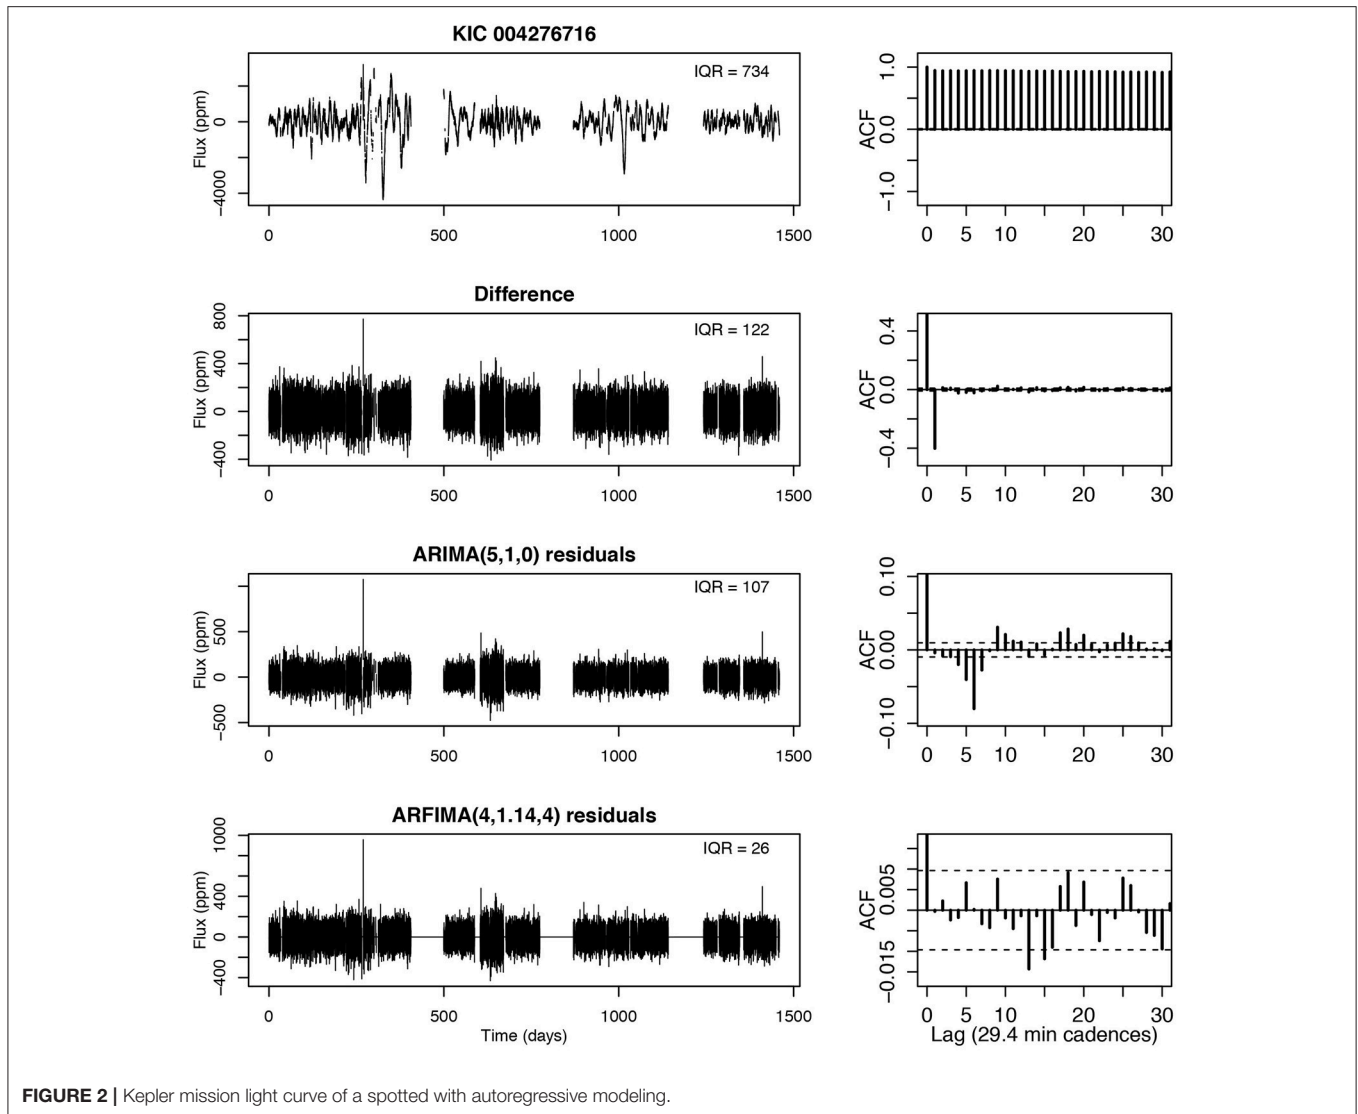 KIC 004276716
IQR = 734
Flux (ppm)
0
−4000
0 500 1000 1500
ACF
1.0
0.0
−1.0
0 5 10 20 30
Difference
IQR = 122
Flux (ppm)
800
400
0
−400
0 500 1000 1500
ACF
0.4
0.0
−0.4
0 5 10 20 30
ARIMA(5,1,0) residuals
IQR = 107
Flux (ppm)
500
0
−500
0 500 1000 1500
ACF
0.10
0.00
−0.10
0 5 10 20 30
ARFIMA(4,1.14,4) residuals
IQR = 26
Flux (ppm)
1000
400
0
−400
0 500 1000 1500
Time (days)
ACF
0.005
−0.015
0 5 10 20 30
Lag (29.4 min cadences)
FIGURE 2 | Kepler mission light curve of a spotted with autoregressive modeling.